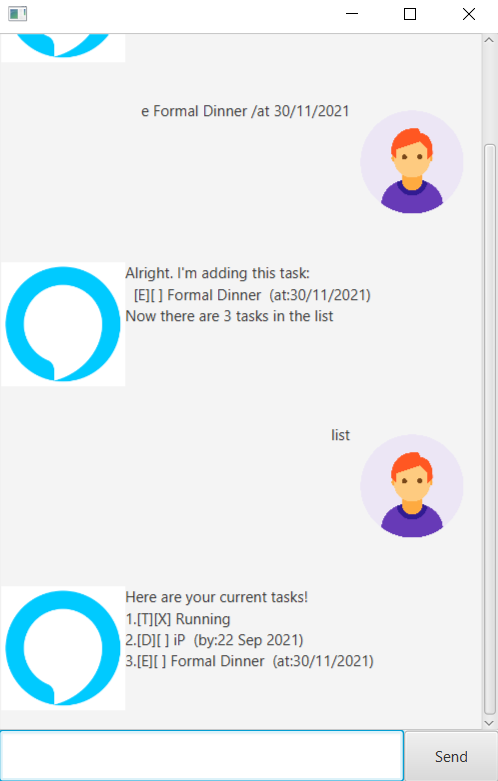 e Formal Dinner /at 30/11/2021
Alright. I'm adding this task:
[E][ ] Formal Dinner  (at:30/11/2021)
Now there are 3 tasks in the list
list
Here are your current tasks!
1.[T][X] Running
2.[D][ ] iP  (by:22 Sep 2021)
3.[E][ ] Formal Dinner  (at:30/11/2021)
Send